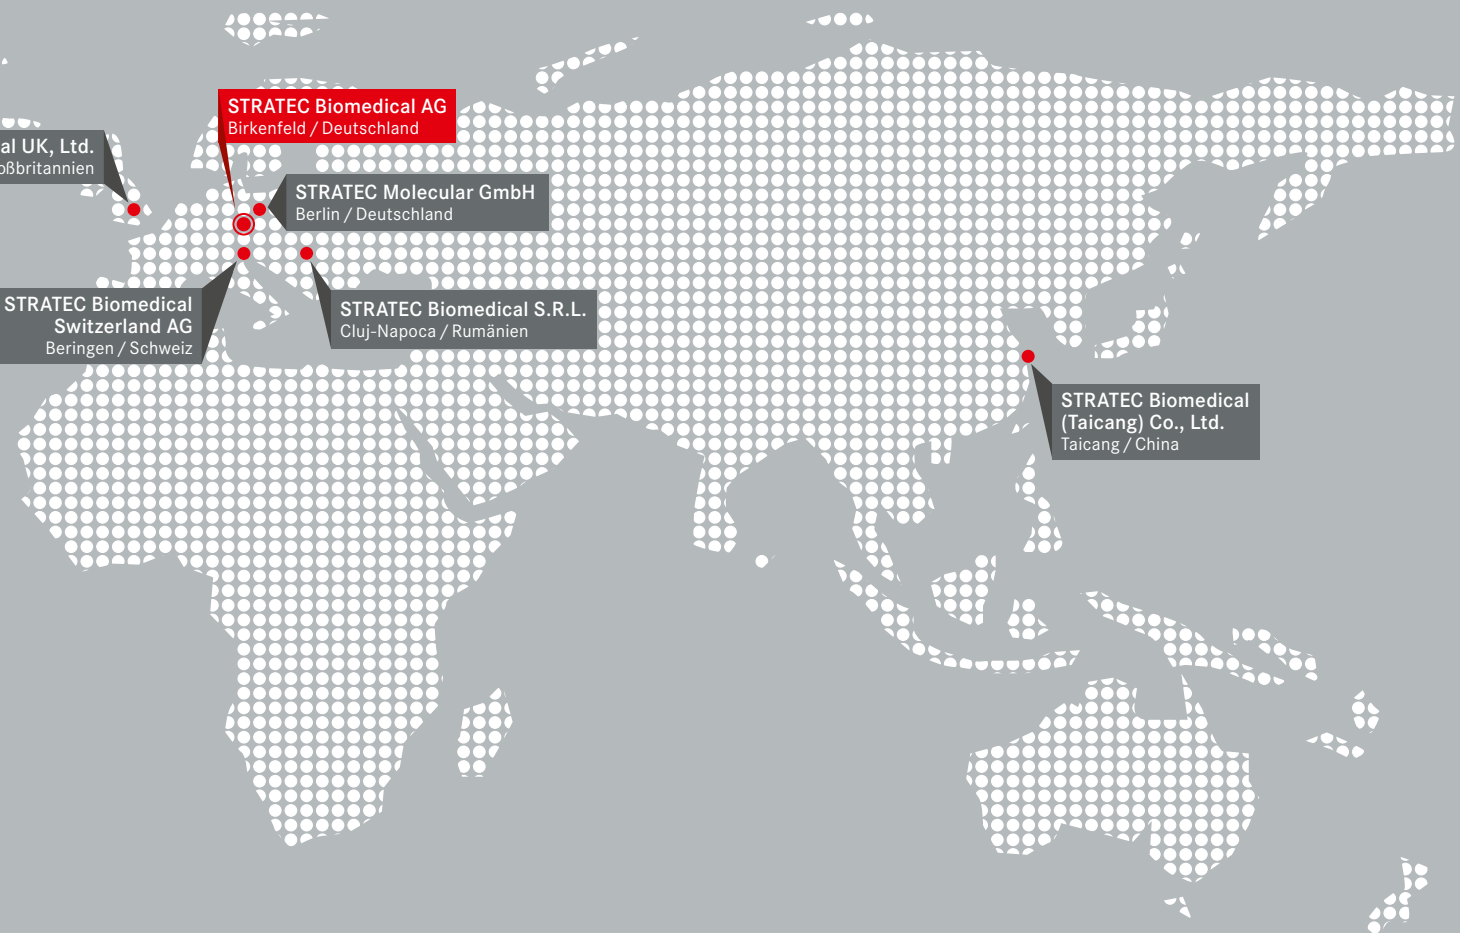 STRATEC Biomedical AG
Birkenfeld / Deutschland
al UK, Ltd.
oßbritannien
STRATEC Molecular GmbH
Berlin / Deutschland
STRATEC Biomedical
Switzerland AG
Beringen / Schweiz
STRATEC Biomedical S.R.L.
Cluj-Napoca / Rumänien
STRATEC Biomedical
(Taicang) Co., Ltd.
Taicang / China